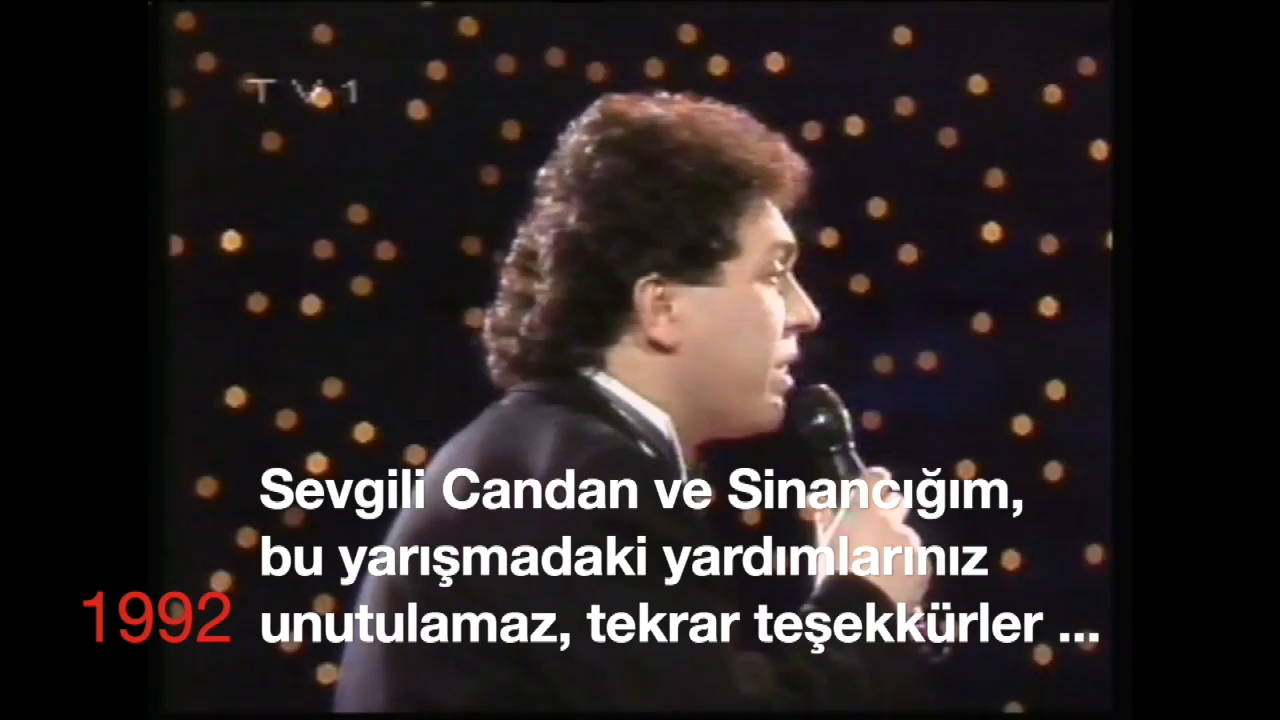 TV1
Sevgili Candan ve Sinancığım,
bu yarışmadaki yardımlarınız
1992 unutulamaz, tekrar teşekkürler ...